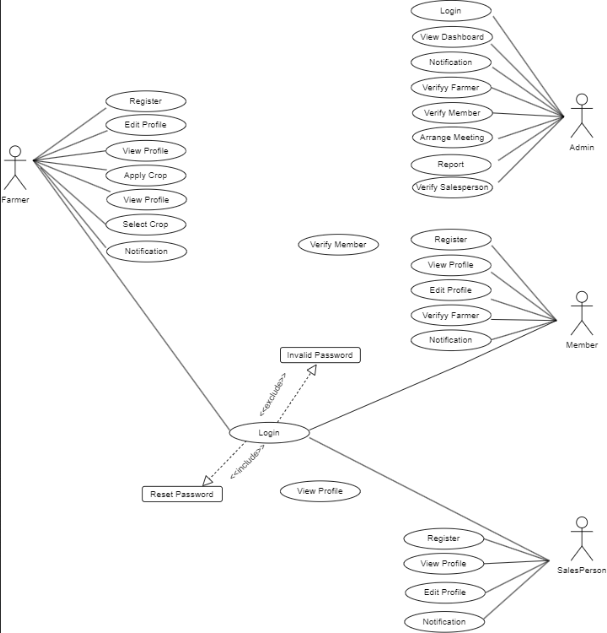 Login
View Dashboard
Notification
Verifyy Farmer
Verify Member
Arrange Meeting
Report
Verify Salesperson
Admin
Register
Edit Profile
View Profile
Apply Crop
View Profile
Select Crop
Notification
Farmer
Verify Member
Register
View Profile
Edit Profile
Verifyy Farmer
Notification
Member
Invalid Password
<<exclude>>
Login
<<include>>
Reset Password
View Profile
Register
View Profile
Edit Profile
Notification
SalesPerson